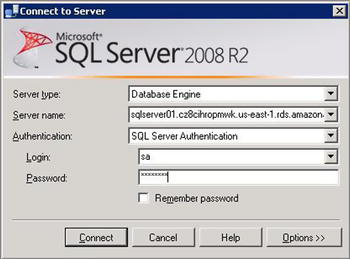 Connect to Server
Microsoft®
SQL Server® 2008 R2
Server type: Database Engine
Server name: sqlserver01.cz8cihropmwk.us-east-1.rds.amazon
Authentication: SQL Server Authentication
Login: sa
Password: ********
Remember password
Connect Cancel Help Options >>